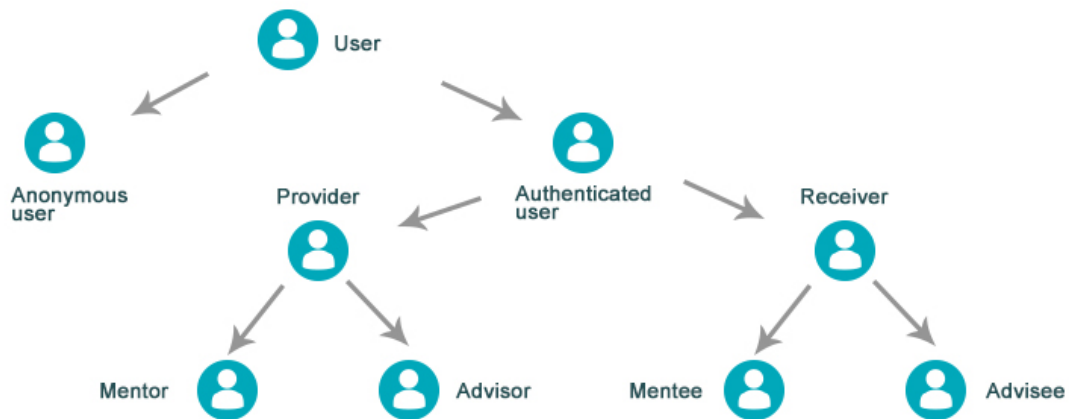 User
Anonymous
user
Provider
Authenticated
user
Receiver
Mentor
Advisor
Mentee
Advisee